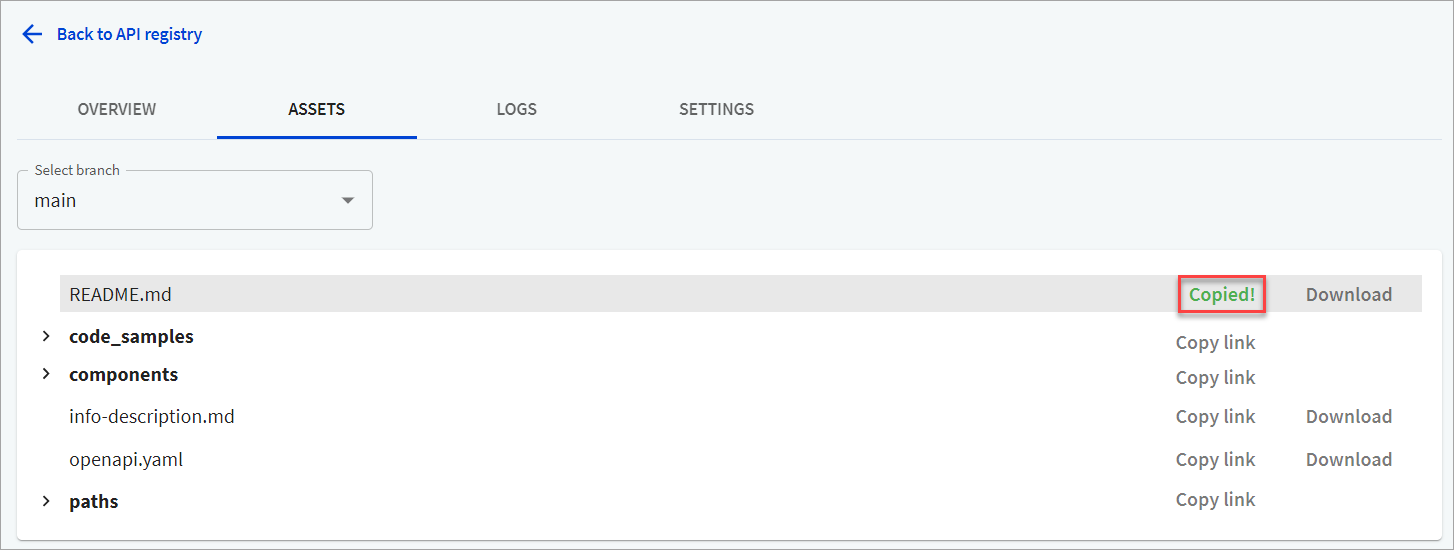 Back to API registry
OVERVIEW ASSETS LOGS SETTINGS
Select branch
main
README.md Copied! Download
code_samples Copy link
components Copy link
info-description.md Copy link Download
openapi.yaml Copy link Download
paths Copy link